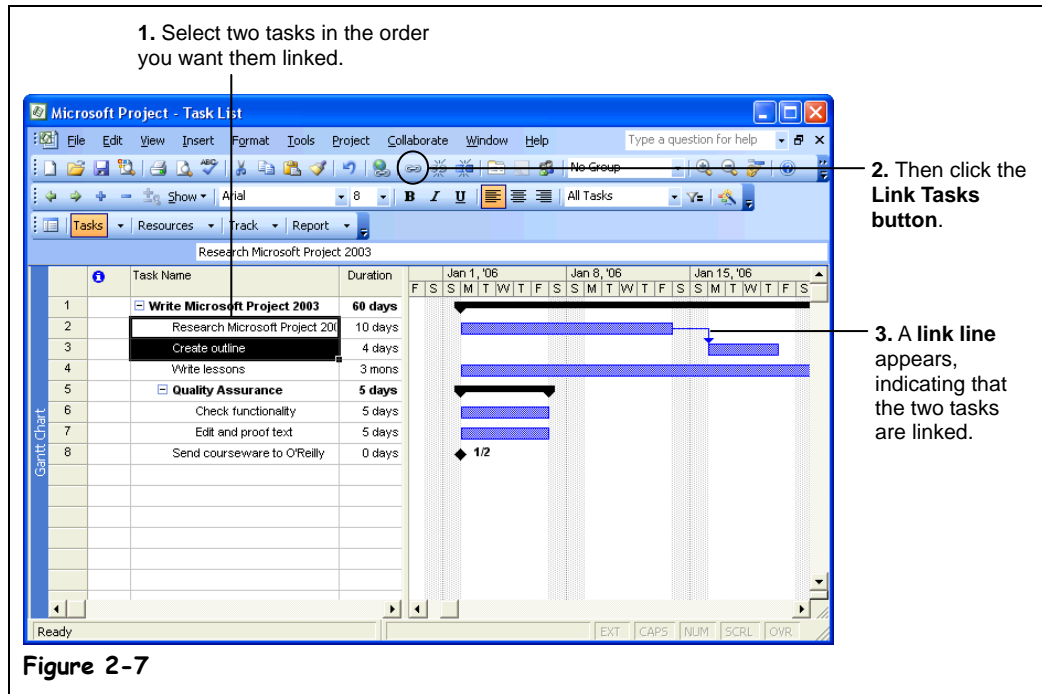 1. Select two tasks in the order
you want them linked.
Microsoft Project - Task List
File Edit View Insert Format Tools Project Collaborate Window Help Type a question for help
No Group
Show Arial 8 B I U All Tasks
Tasks Resources Track Report
Research Microsoft Project 2003
2. Then click the
Link Tasks
button.
Task Name Duration Jan 1, '06 Jan 8, '06 Jan 15, '06
F S S M T W T F S S M T W T F S S M T W T F S
1 Write Microsoft Project 2003 60 days
2 Research Microsoft Project 200 10 days
3 Create outline 4 days
4 Write lessons 3 mons
5 Quality Assurance 5 days
6 Check functionality 5 days
7 Edit and proof text 5 days
8 Send courseware to O'Reilly 0 days 1/2
Gantt Chart
3. A link line
appears,
indicating that
the two tasks
are linked.
Ready EXT CAPS NUM SCRL OVR
Figure 2-7